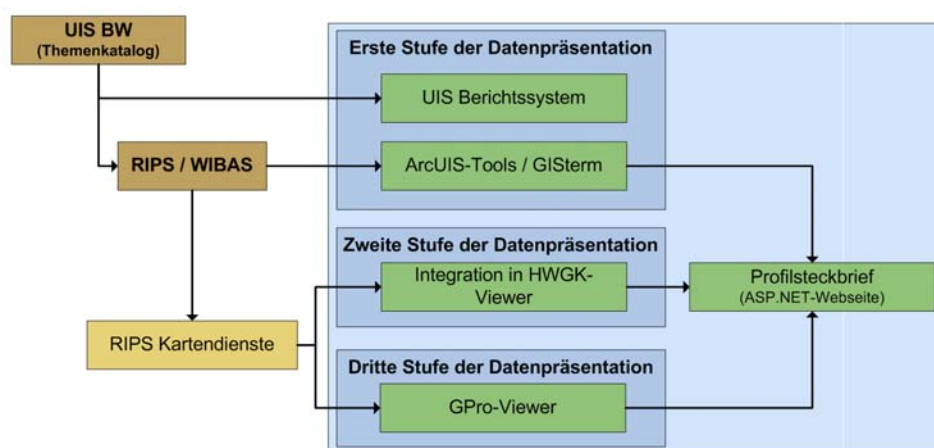 UIS BW
(Themenkatalog)
Erste Stufe der Datenpräsentation
UIS Berichtssystem
RIPS / WIBAS
ArcUIS-Tools / GISterm
Zweite Stufe der Datenpräsentation
Integration in HWGK-
Viewer
Profilsteckbrief
(ASP.NET-Webseite)
RIPS Kartendienste
Dritte Stufe der Datenpräsentation
GPro-Viewer